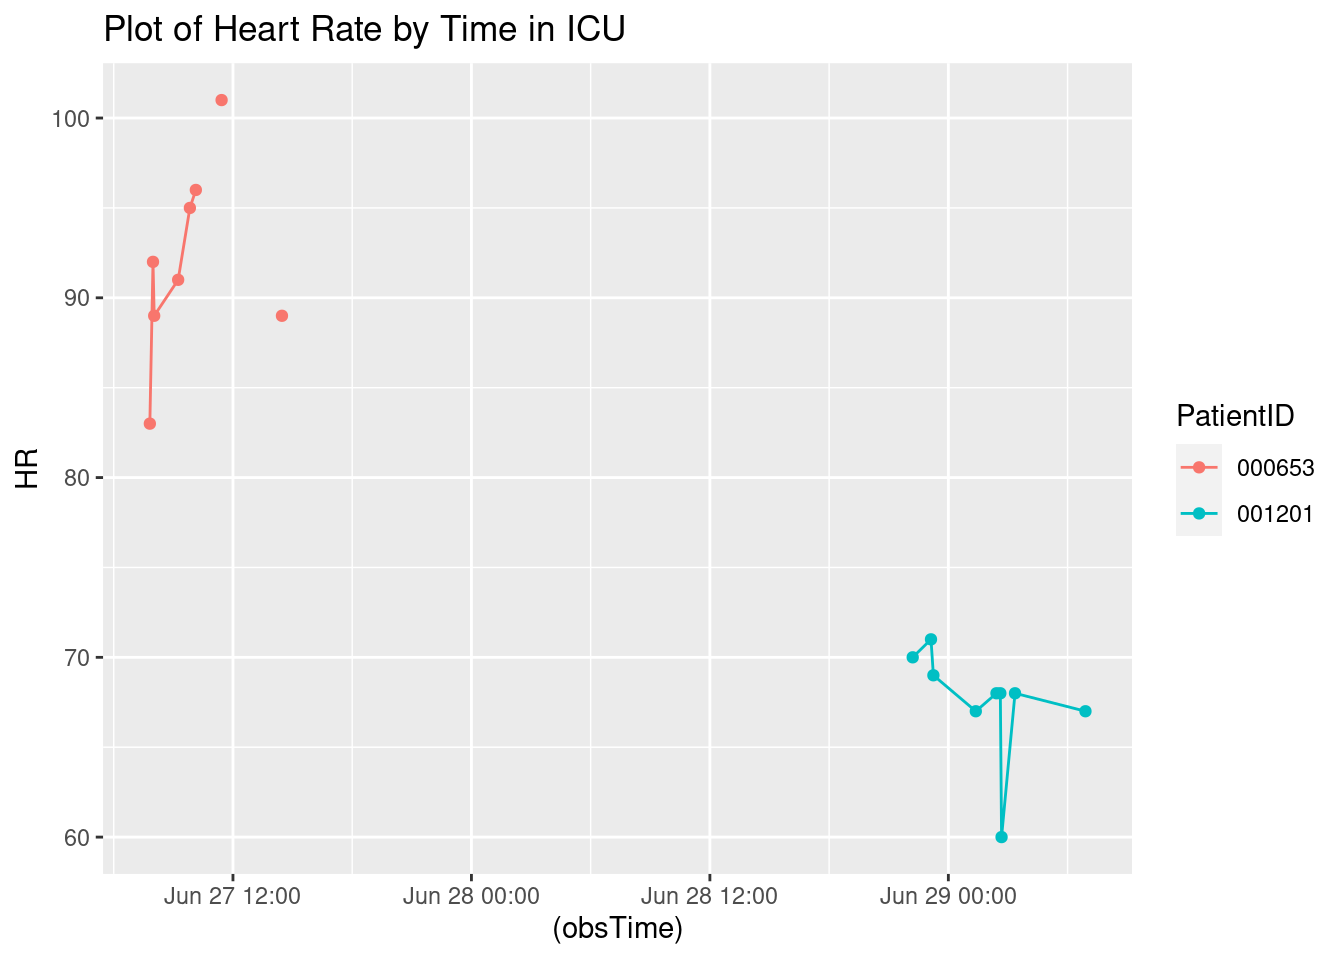 Plot of Heart Rate by Time in ICU
HR
100
90
80
70
60
Jun 27 12:00
Jun 28 00:00
Jun 28 12:00
Jun 29 00:00
(obsTime)
PatientID
000653
001201